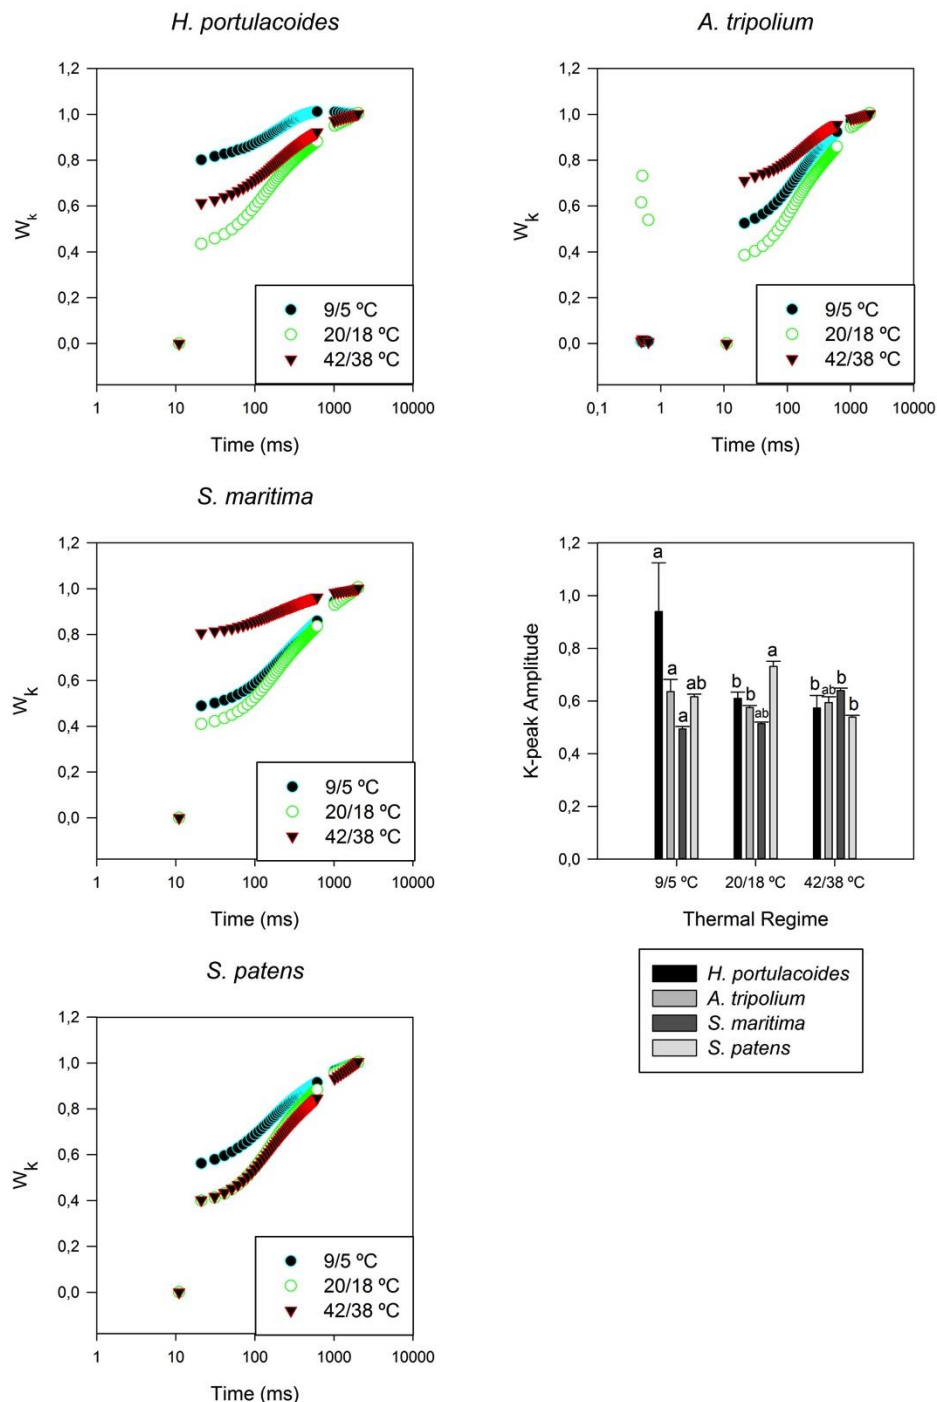 H. portulacoides
1,2
1,0
0,8
0,6
0,4
0,2
0,0
Wk
9/5 ºC
20/18 ºC
42/38 ºC
1 10 100 1000 10000
Time (ms)
A. tripolium
1,2
1,0
0,8
0,6
0,4
0,2
0,0
Wk
9/5 ºC
20/18 ºC
42/38 ºC
0,1 1 10 100 1000 10000
Time (ms)
S. maritima
1,2
1,0
0,8
0,6
0,4
0,2
0,0
Wk
9/5 ºC
20/18 ºC
42/38 ºC
1 10 100 1000 10000
Time (ms)
1,2
1,0
0,8
0,6
0,4
0,2
0,0
K-peak Amplitude
a a a ab b b ab a b ab b b
9/5 ºC 20/18 ºC 42/38 ºC
Thermal Regime
H. portulacoides
A. tripolium
S. maritima
S. patens
S. patens
1,2
1,0
0,8
0,6
0,4
0,2
0,0
Wk
9/5 ºC
20/18 ºC
42/38 ºC
1 10 100 1000 10000
Time (ms)